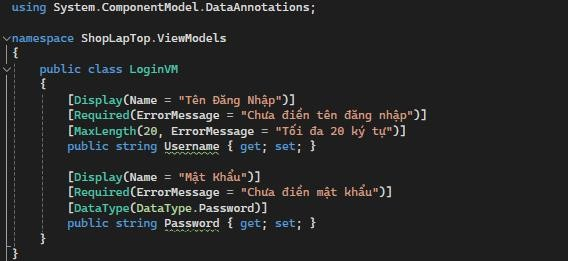 using System.ComponentModel.DataAnnotations;
namespace ShopLapTop.ViewModels
{
public class LoginVM
{
[Display(Name = "Tên Đăng Nhập")]
[Required(ErrorMessage = "Chưa điền tên đăng nhập")]
[MaxLength(20, ErrorMessage = "Tối đa 20 ký tự")]
public string Username { get; set; }
[Display(Name = "Mật Khẩu")]
[Required(ErrorMessage = "Chưa điền mật khẩu")]
[DataType(DataType.Password)]
public string Password { get; set; }
}
}